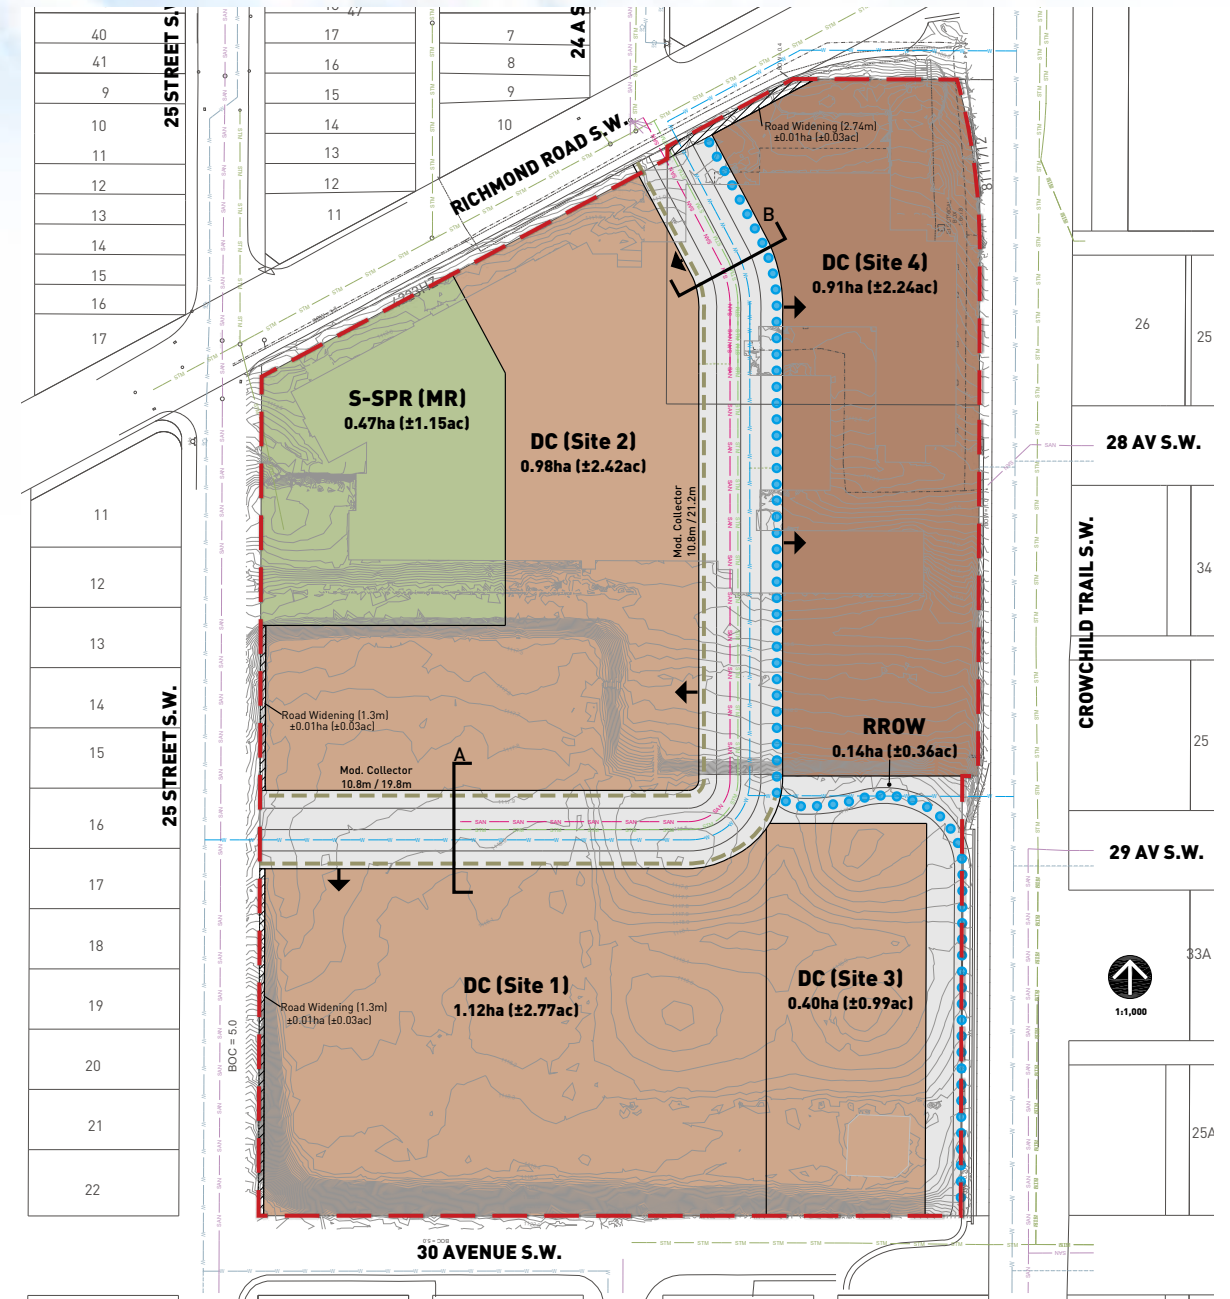 40
41
9
10
11
12
13
14
15
16
17
25 STREET S.W.
47
17
16
15
14
13
12
11
7
8
9
10
24 A S
RICHMOND ROAD S.W.
Road Widening (2.74m)
±0.01ha (±0.03ac)
B
DC (Site 4)
0.91ha (±2.24ac)
S-SPR (MR)
0.47ha (±1.15ac)
DC (Site 2)
0.98ha (±2.42ac)
Mod. Collector
10.8m / 21.2m
26
25
28 AV S.W.
CROWCHILD TRAIL S.W.
34
25
29 AV S.W.
33A
1:1,000
25A
11
12
13
14
15
16
17
18
19
20
21
22
25 STREET S.W.
Road Widening (1.3m)
±0.01ha (±0.03ac)
Mod. Collector
10.8m / 19.8m
A
RROW
0.14ha (±0.36ac)
DC (Site 1)
1.12ha (±2.77ac)
DC (Site 3)
0.40ha (±0.99ac)
Road Widening (1.3m)
±0.01ha (±0.03ac)
BOC = 5.0
BOC = 5.0
30 AVENUE S.W.
SAN
STM
W